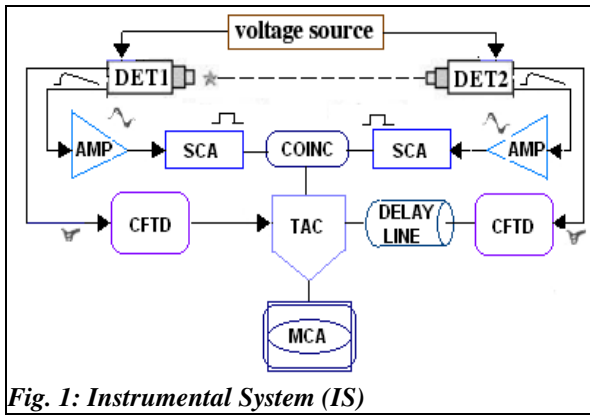 voltage source
DET1
DET2
AMP
SCA
COINC
SCA
AMP
CFTD
TAC
DELAY
LINE
CFTD
MCA
Fig. 1: Instrumental System (IS)